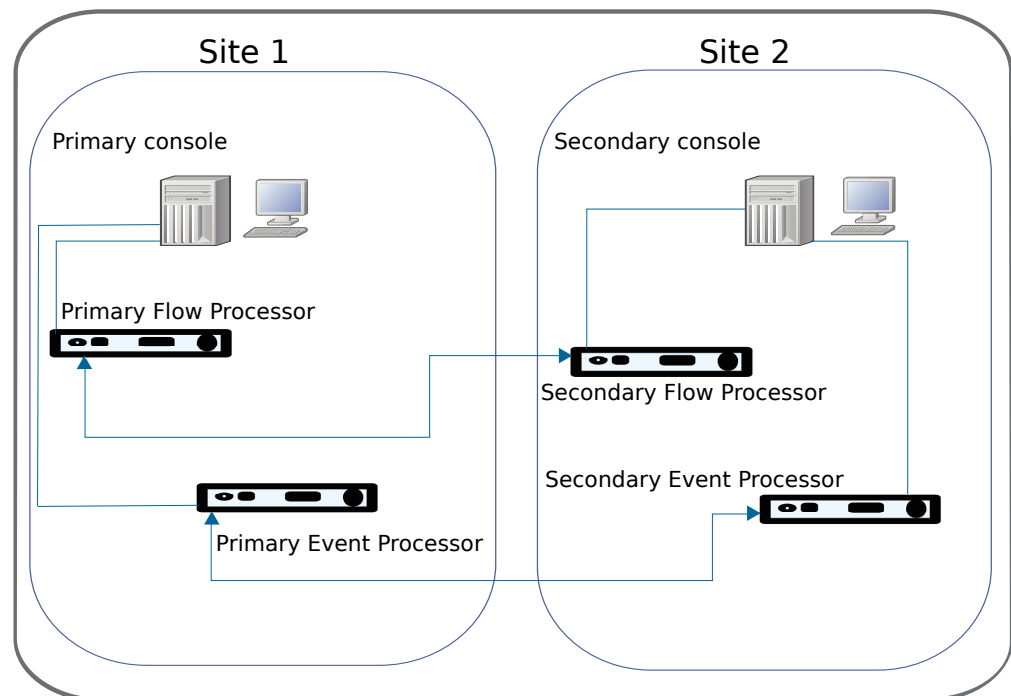 Site 1
Site 2
Primary console
Secondary console
Primary Flow Processor
Secondary Flow Processor
Secondary Event Processor
Primary Event Processor